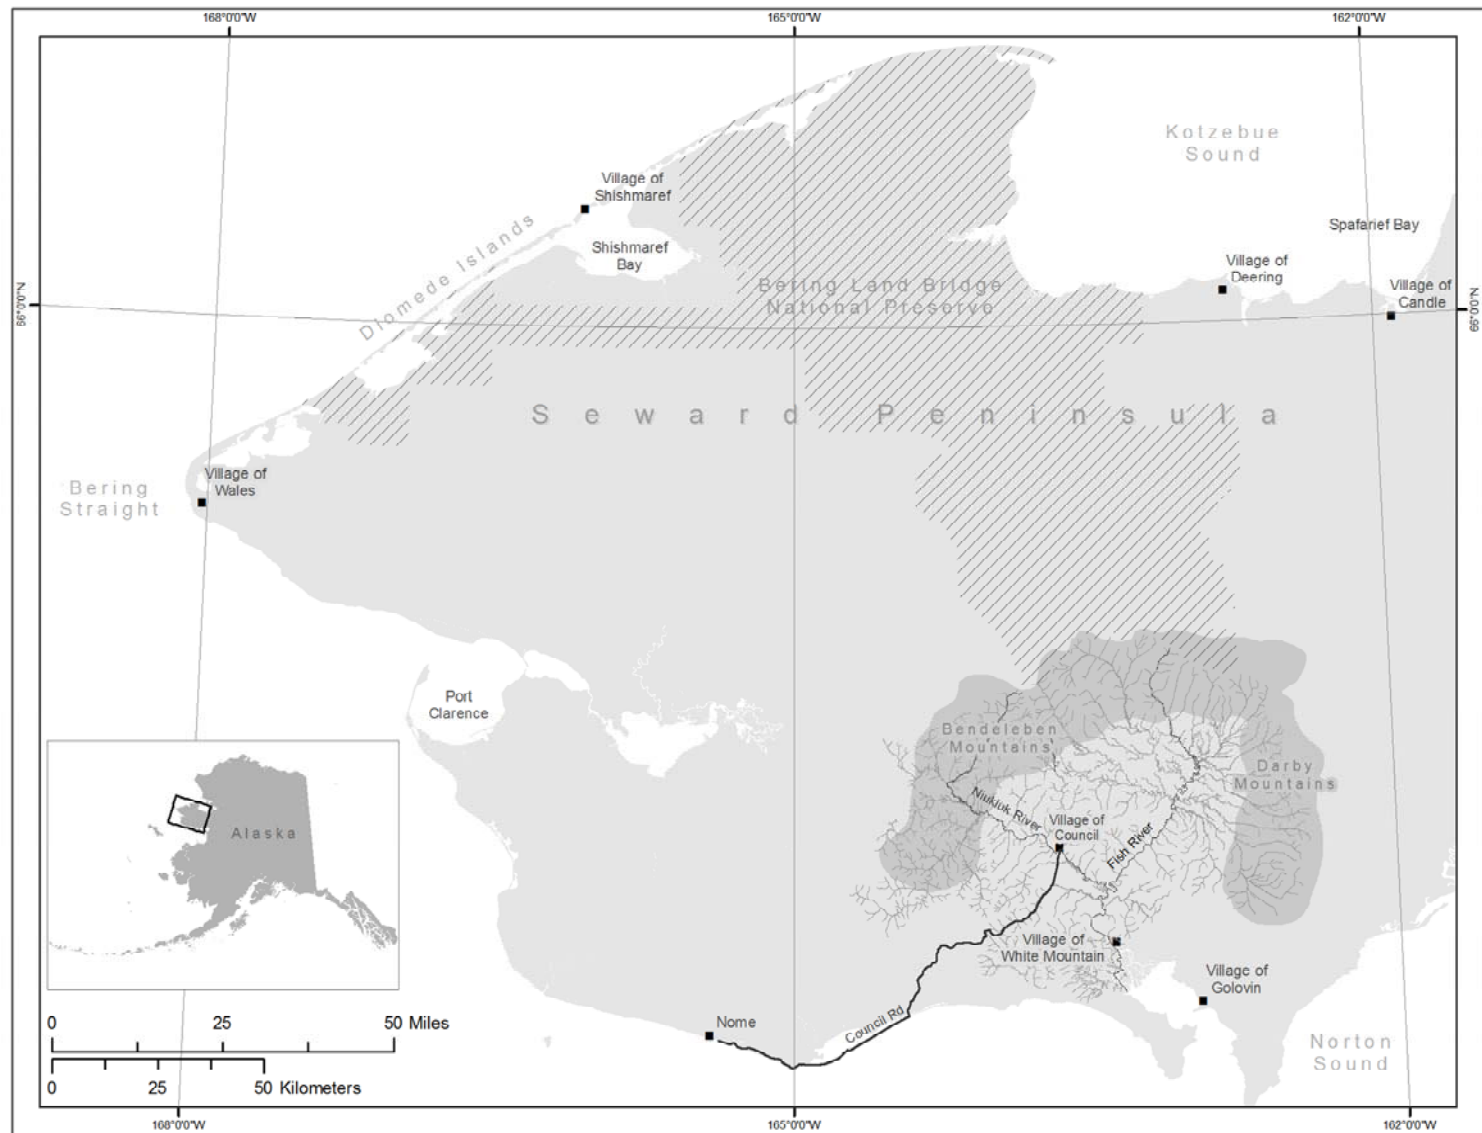 168°0'0"W
165°0'0"W
162°0'0"W
Kotzebue
Sound
Village of
Shishmaref
Spafarief Bay
Diomede Islands
Shishmaref
Bay
Village of
Deering
Bering Land Bridge
National Preserve
Village of
Candle
66°0'0"N
66°0'0"N
Seward Peninsula
Village of
Wales
Bering
Straight
Port
Clarence
Bendeleben
Mountains
Darby
Mountains
Niukluk River
Village of
Council
Fish River
Alaska
Village of
White Mountain
Village of
Golovin
Council Rd
Nome
Norton
Sound
0 25 50 Miles
0 25 50 Kilometers
168°0'0"W
165°0'0"W
162°0'0"W